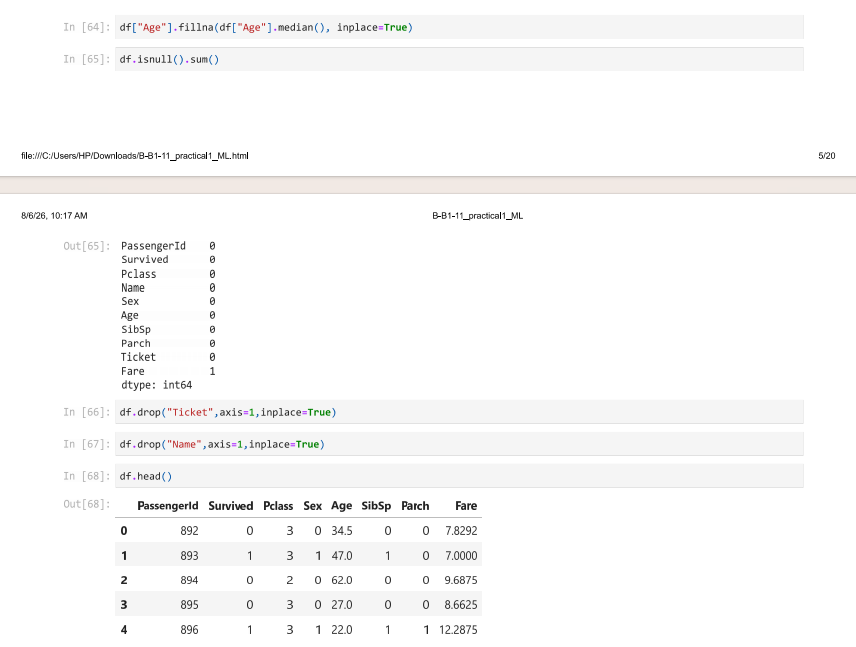 In [64]: df["Age"].fillna(df["Age"].median(), inplace=True)
In [65]: df.isnull().sum()
file:///C:/Users/HP/Downloads/B-B1-11_practical1_ML.html 5/20
8/6/26, 10:17 AM B-B1-11_practical1_ML
Out[65]: PassengerId 0
Survived 0
Pclass 0
Name 0
Sex 0
Age 0
SibSp 0
Parch 0
Ticket 0
Fare 1
dtype: int64
In [66]: df.drop("Ticket",axis=1,inplace=True)
In [67]: df.drop("Name",axis=1,inplace=True)
In [68]: df.head()
Out[68]: PassengerId Survived Pclass Sex Age SibSp Parch Fare
0 892 0 3 0 34.5 0 0 7.8292
1 893 1 3 1 47.0 1 0 7.0000
2 894 0 2 0 62.0 0 0 9.6875
3 895 0 3 0 27.0 0 0 8.6625
4 896 1 3 1 22.0 1 1 12.2875